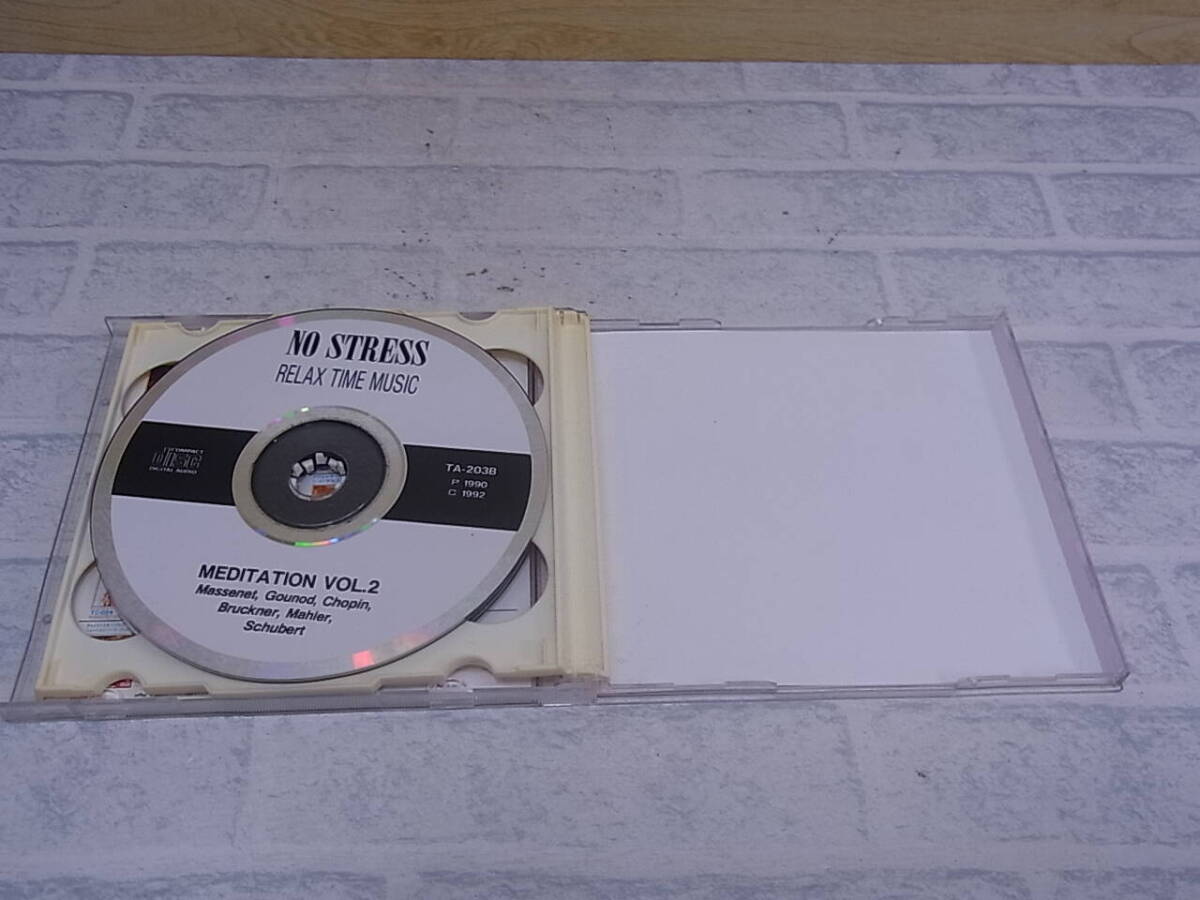 NO STRESS
RELAX TIME MUSIC
COMPACT
disc
DIGITAL AUDIO
TA-203B
P 1990
C 1992
MEDITATION VOL.2
Massenet, Gounod, Chopin,
Bruckner, Mahler,
Schubert